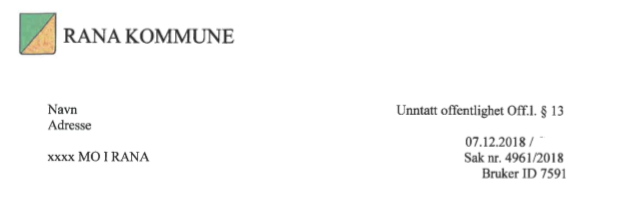 RANA KOMMUNE
Navn
Adresse
xxxx MO I RANA
Unntatt offentlighet Off.l. § 13
07.12.2018 /
Sak nr. 4961/2018
Bruker ID 7591